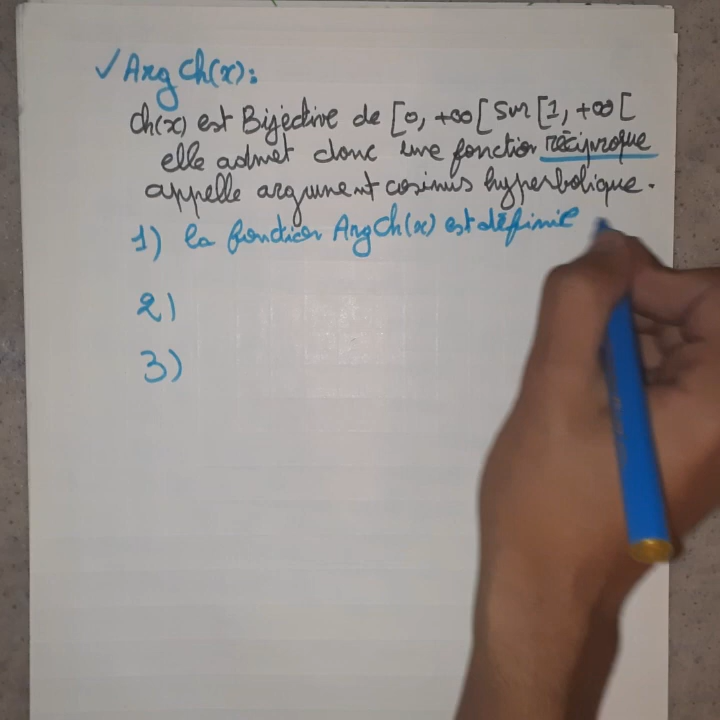 ✓ Arg Ch(x):
Ch(x) est Bijective de [0, +∞[ sur [1, +∞[
elle admet donc une fonction réciproque
appelle argument cosinus hyperbolique.
1) la fonction ArgCh(x) est définie
2)
3)